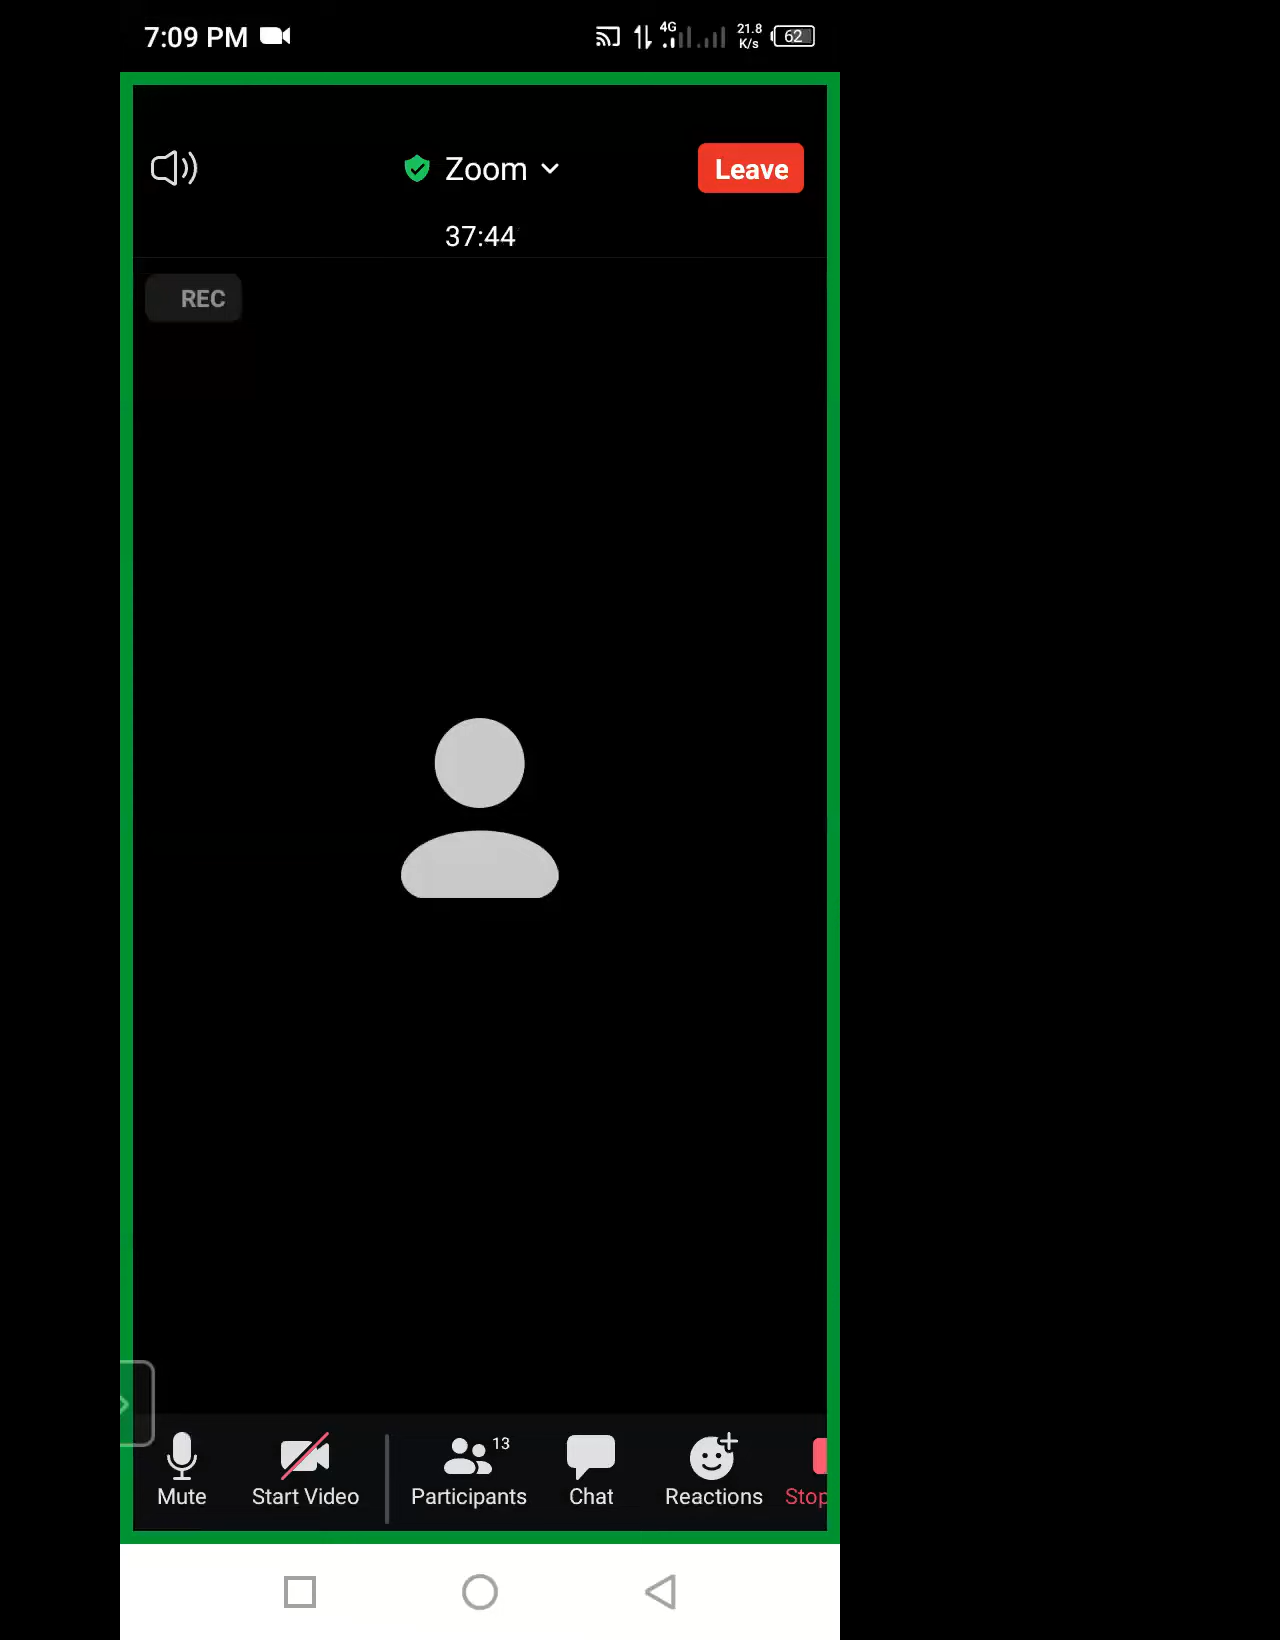 7:09 PM 4G 21.8 K/s 62
Zoom
Leave
37:44
REC
13
Mute Start Video Participants Chat Reactions Stop